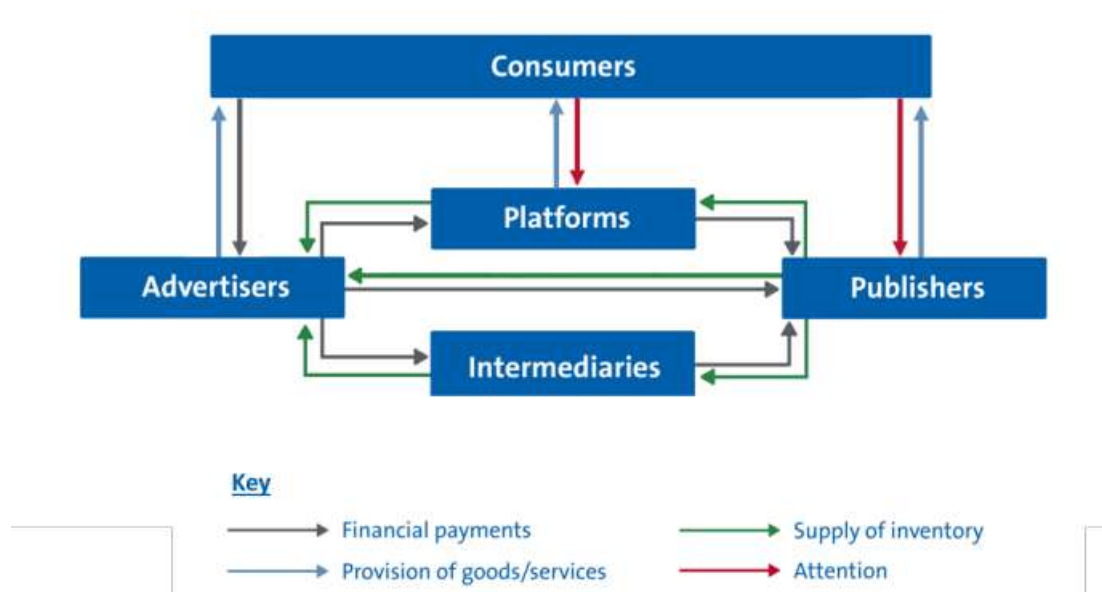 Consumers
Platforms
Advertisers
Publishers
Intermediaries
Key
Financial payments
Supply of inventory
Provision of goods/services
Attention